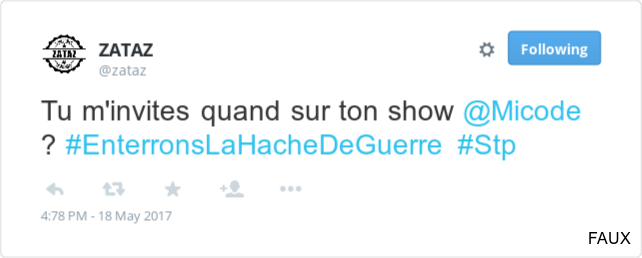 ZATAZ
ZATAZ
@zataz
Following
Tu m'invites quand sur ton show @Micode
? #EnterronsLaHacheDeGuerre #Stp
4:78 PM - 18 May 2017
FAUX